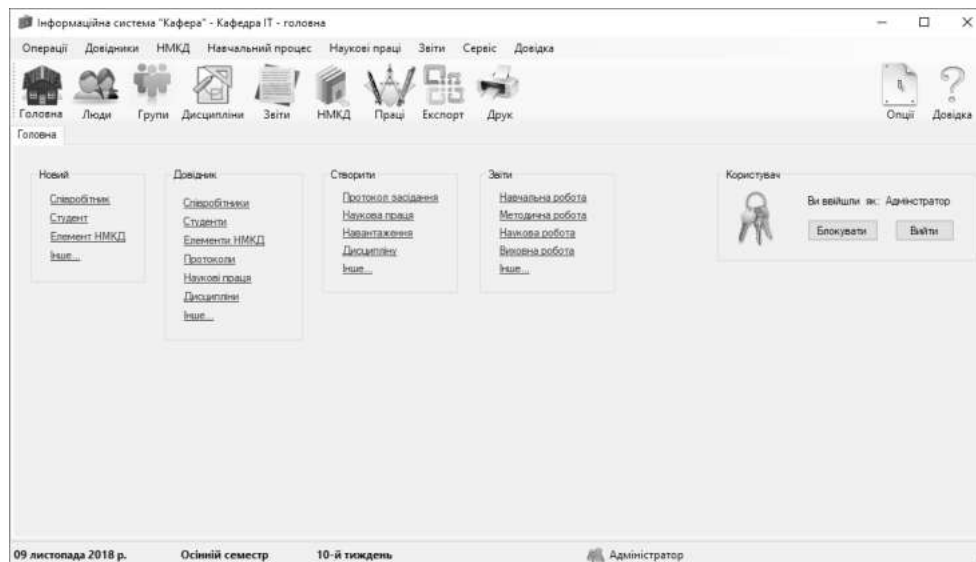 Інформаційна система "Кафера" - Кафедра ІТ - головна
Операції Довідники НМКД Навчальний процес Наукові праці Звіти Сервіс Довідка
Головна Люди Групи Дисципліни Звіти НМКД Праці Експорт Друк Опції Довідка
Головна
Новий
Співробітник
Студент
Елемент НМКД
Інше...
Довідник
Співробітники
Студенти
Елементи НМКД
Протоколи
Наукові праця
Дисципліни
Інше...
Створити
Протокол засідання
Наукова праця
Навантаження
Дисципліну
Інше...
Звіти
Навчальна робота
Методична робота
Наукова робота
Виховна робота
Інше...
Користувач
Ви ввійшли як: Адмінстратор
Блокувати Вийти
09 листопада 2018 р. Осінній семестр 10-й тиждень Адміністратор